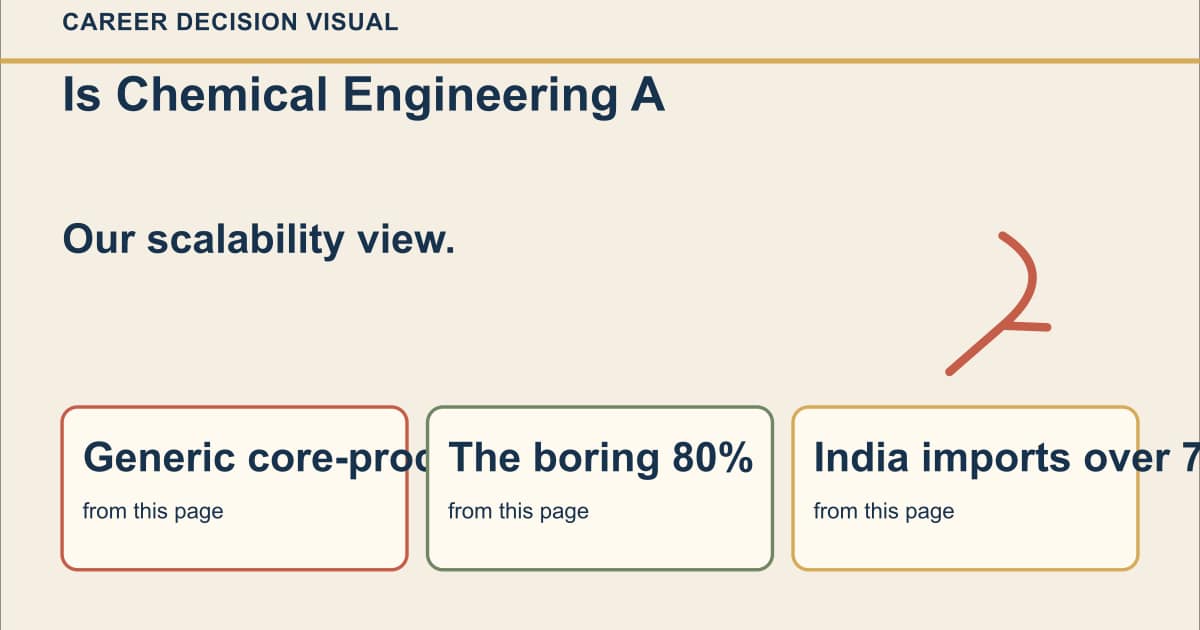 CAREER DECISION VISUAL
Is Chemical Engineering A
Our scalability view.
Generic core-proc
from this page
The boring 80%
from this page
India imports over 7
from this page